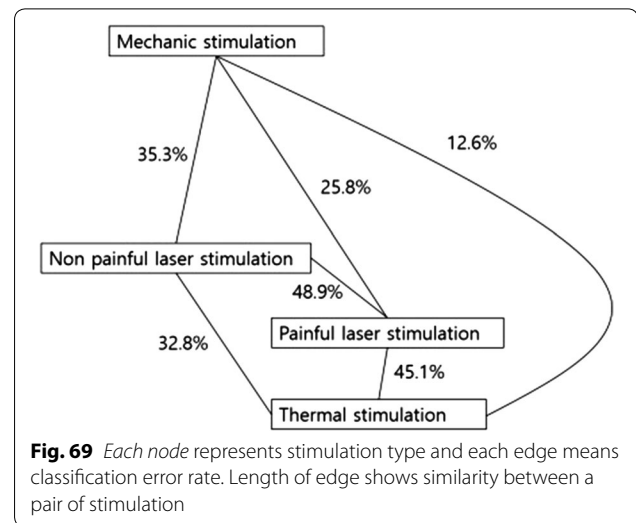 Mechanic stimulation
35.3%
25.8%
12.6%
Non painful laser stimulation
48.9%
Painful laser stimulation
32.8%
45.1%
Thermal stimulation
Fig. 69 Each node represents stimulation type and each edge means
classification error rate. Length of edge shows similarity between a
pair of stimulation